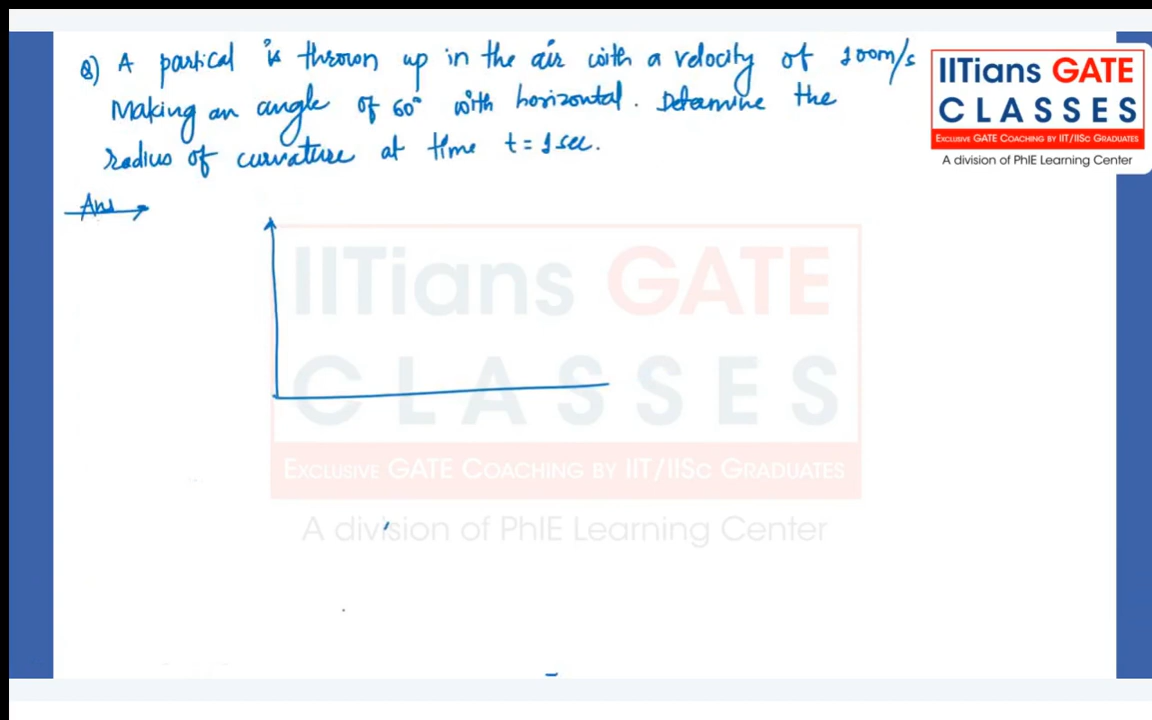 Q) A partical is thrown up in the air with a velocity of 100m/s
Making an angle of 60° with horizontal. Determine the
radius of curvature at time t = 1 sec.
Ans
IITians GATE
CLASSES
EXCLUSIVE GATE COACHING BY IIT/IISc GRADUATES
A division of PhIE Learning Center
IITians GATE
CLASSES
EXCLUSIVE GATE COACHING BY IIT/IISc GRADUATES
A division of PhIE Learning Center